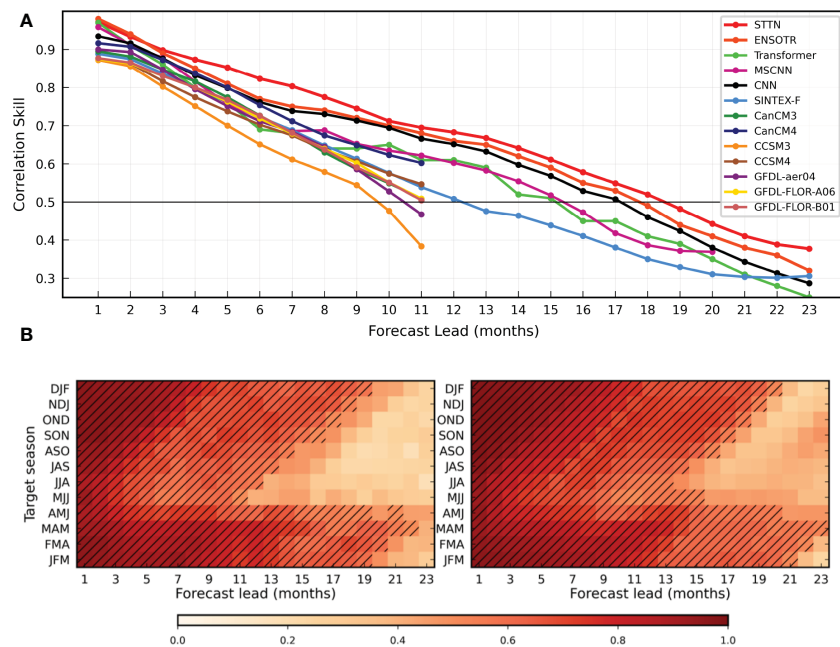 A
Correlation Skill
0.9
0.8
0.7
0.6
0.5
0.4
0.3
1 2 3 4 5 6 7 8 9 10 11 12 13 14 15 16 17 18 19 20 21 22 23
Forecast Lead (months)
STTN
ENSOTR
Transformer
MSCNN
CNN
SINTEX-F
CanCM3
CanCM4
CCSM3
CCSM4
GFDL-aer04
GFDL-FLOR-A06
GFDL-FLOR-B01
B
Target season
DJF
NDJ
OND
SON
ASO
JAS
JJA
MJJ
AMJ
MAM
FMA
JFM
1 3 5 7 9 11 13 15 17 19 21 23
Forecast lead (months)
DJF
NDJ
OND
SON
ASO
JAS
JJA
MJJ
AMJ
MAM
FMA
JFM
1 3 5 7 9 11 13 15 17 19 21 23
Forecast lead (months)
0.0 0.2 0.4 0.6 0.8 1.0